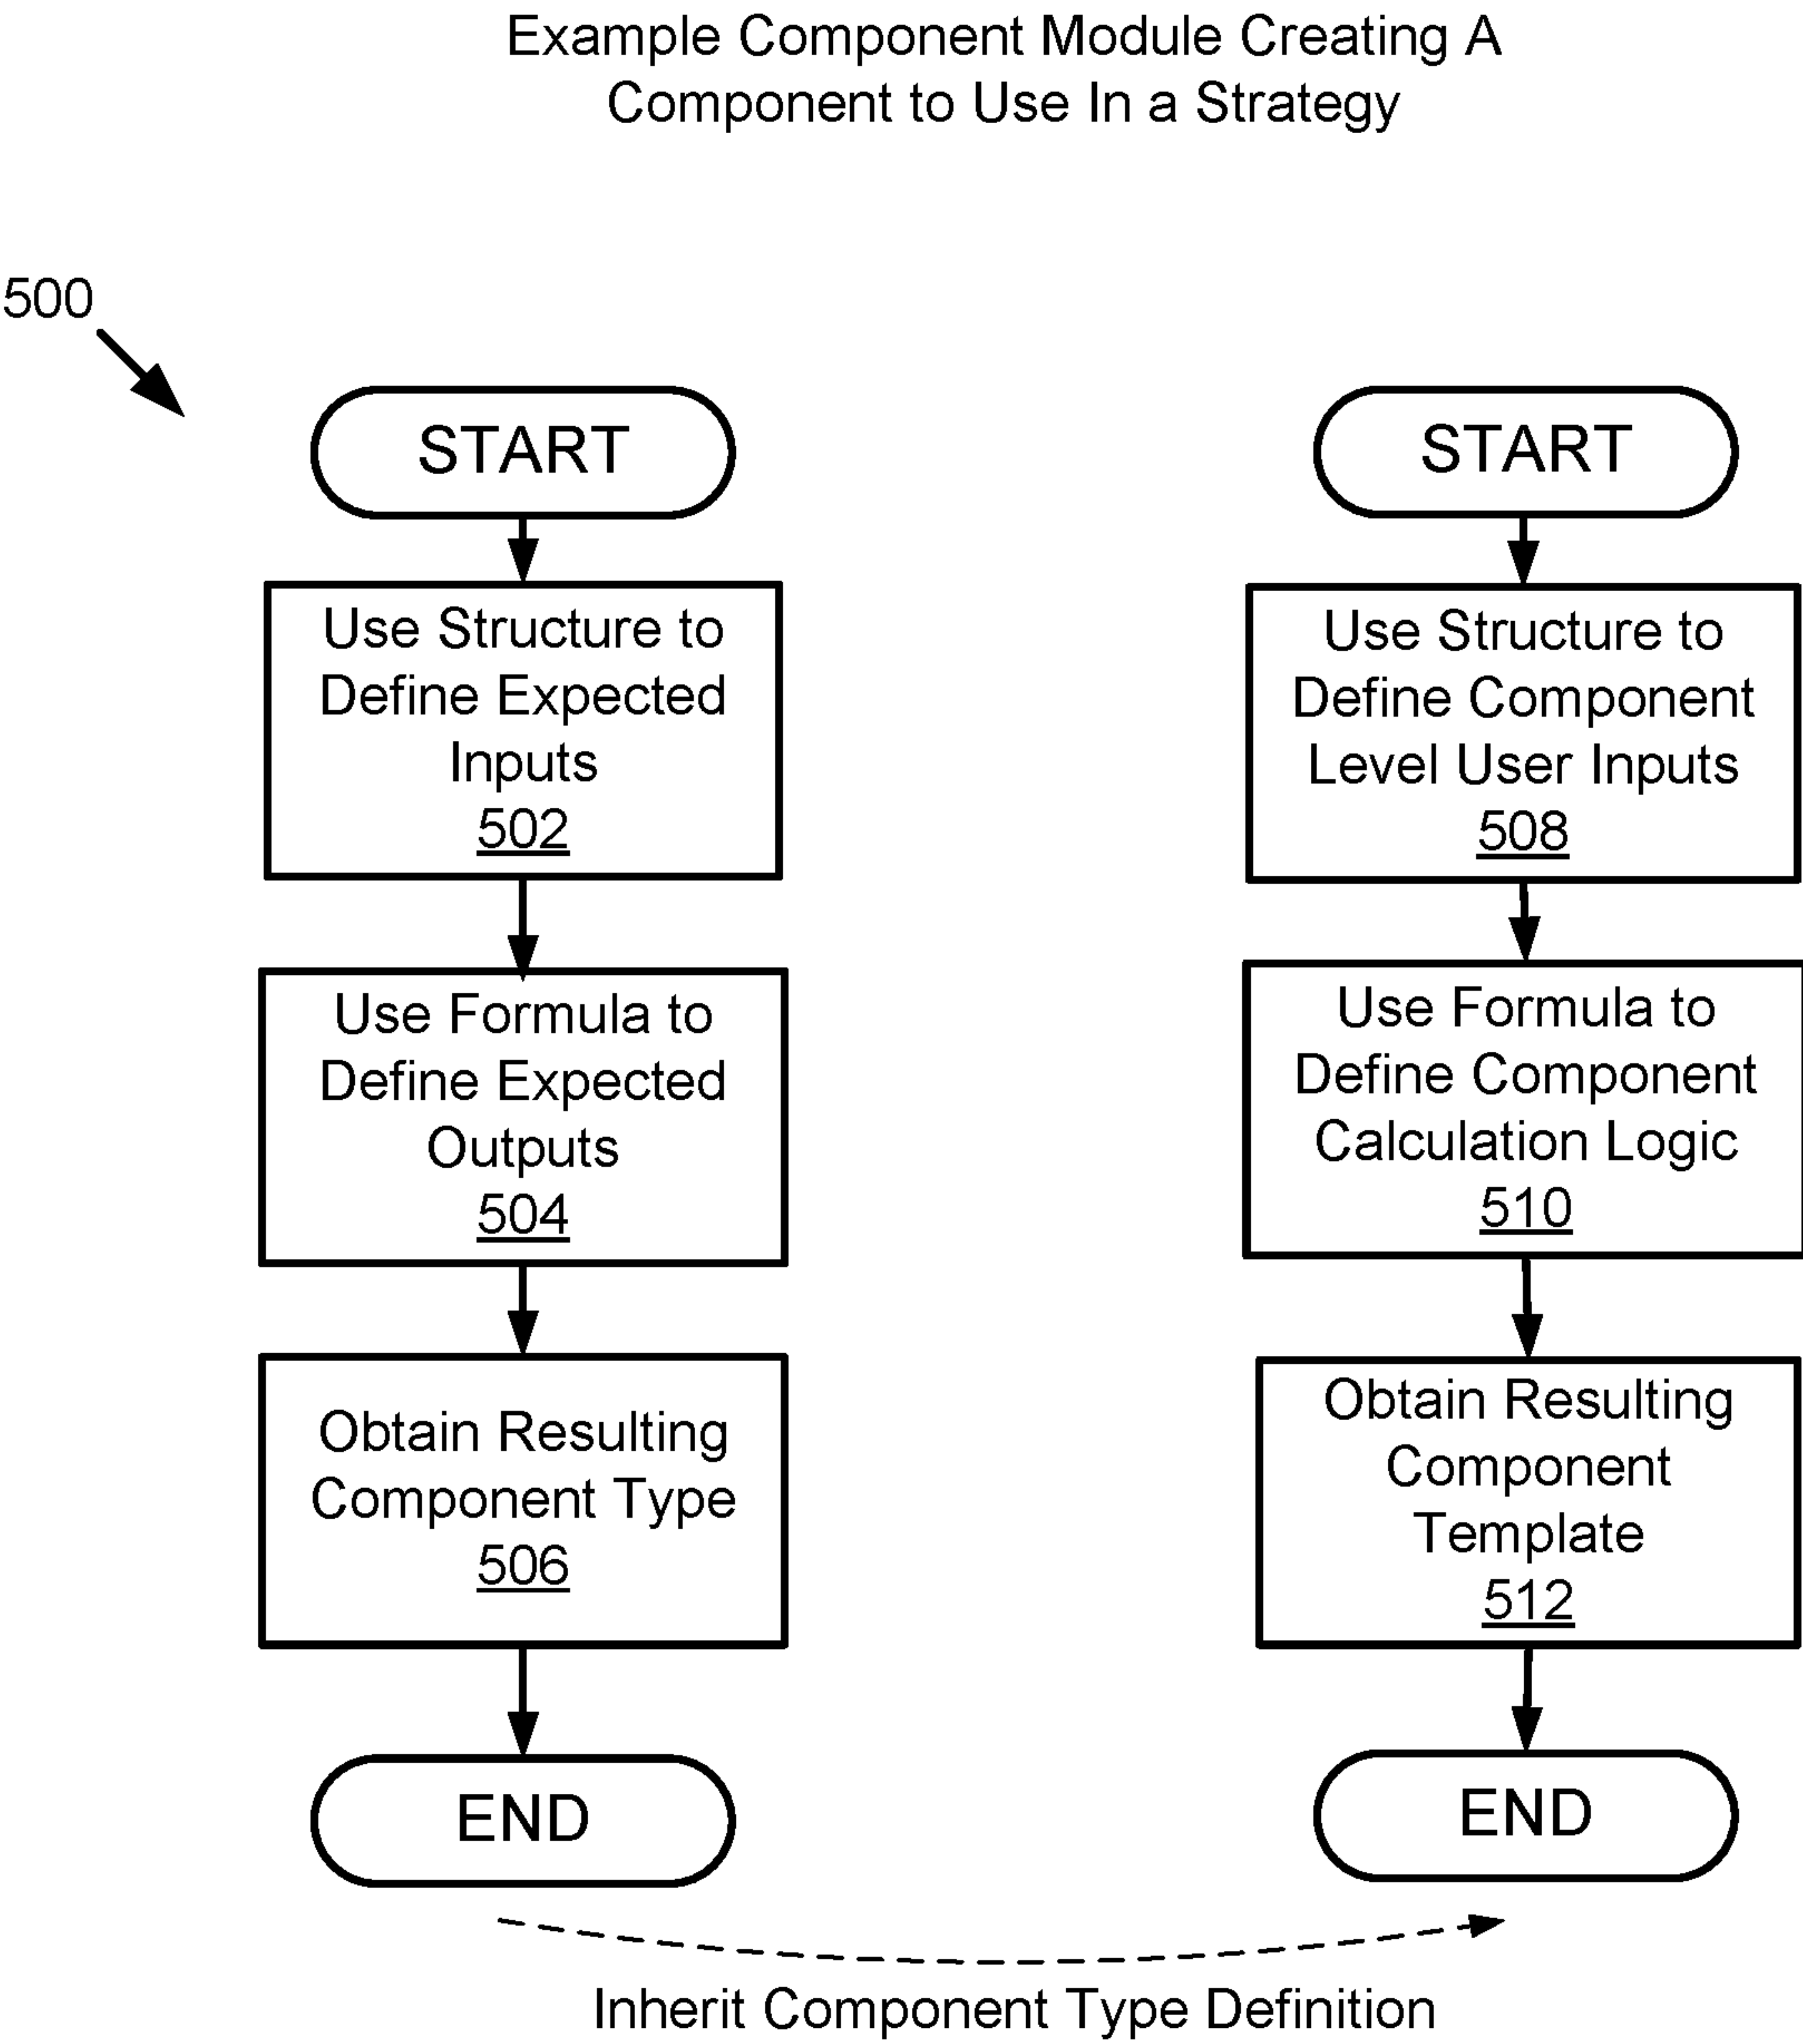 Example Component Module Creating A
Component to Use In a Strategy
500
START
Use Structure to
Define Expected
Inputs
502
Use Formula to
Define Expected
Outputs
504
Obtain Resulting
Component Type
506
END
START
Use Structure to
Define Component
Level User Inputs
508
Use Formula to
Define Component
Calculation Logic
510
Obtain Resulting
Component
Template
512
END
Inherit Component Type Definition